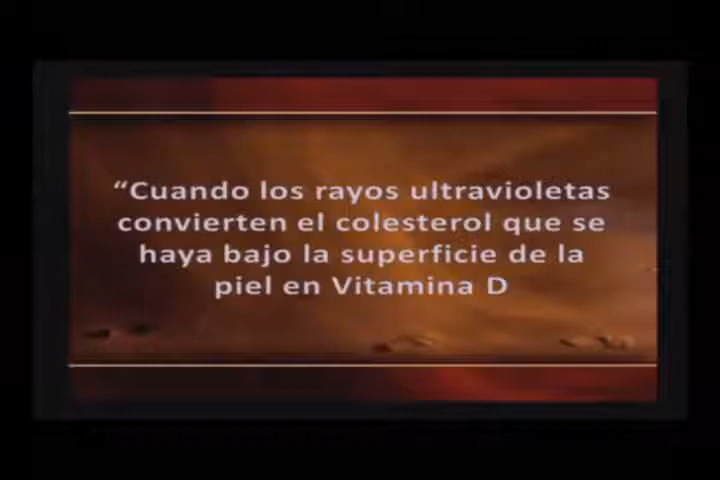 “Cuando los rayos ultravioletas
convierten el colesterol que se
haya bajo la superficie de la
piel en Vitamina D